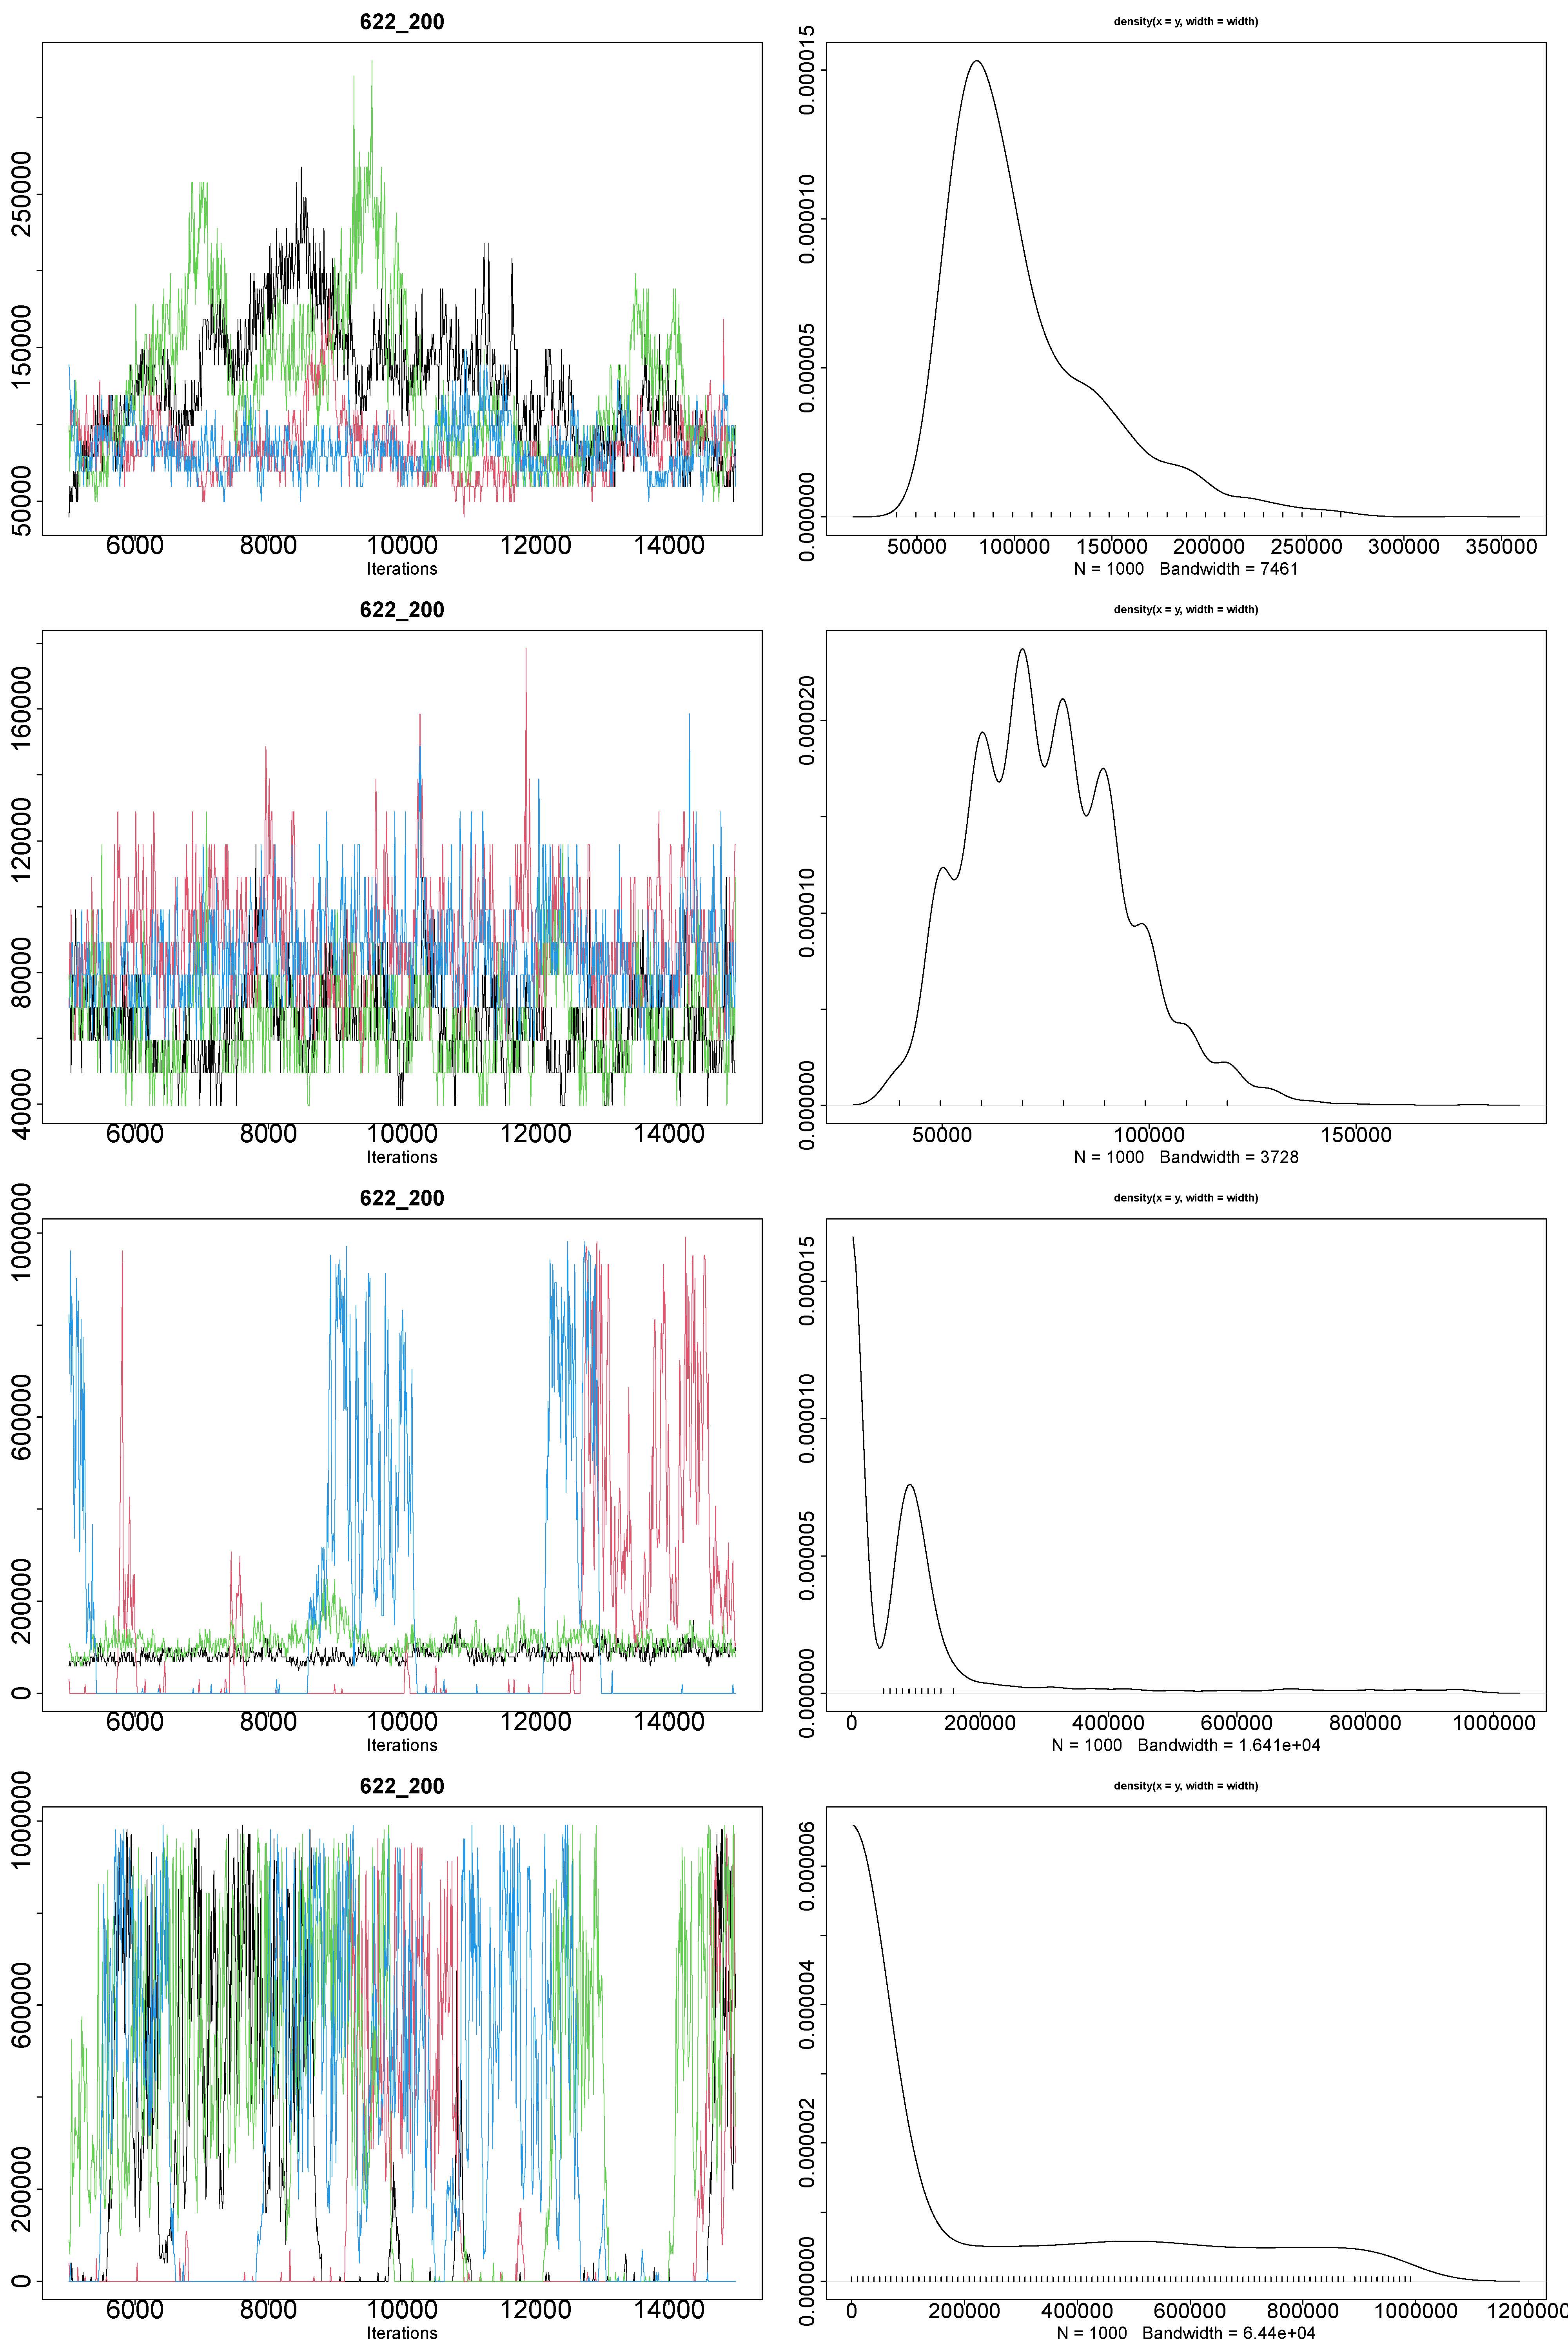 622_200
density(x = y, width = width)
50000 150000 250000
0.000000 0.000005 0.000010 0.000015
6000 8000 10000 12000 14000
50000 100000 150000 200000 250000 300000 350000
Iterations
N = 1000 Bandwidth = 7461
622_200
density(x = y, width = width)
40000 80000 120000 160000
0.000000 0.000010 0.000020
6000 8000 10000 12000 14000
50000 100000 150000
Iterations
N = 1000 Bandwidth = 3728
622_200
density(x = y, width = width)
0 200000 600000 1000000
0.000000 0.000005 0.000010 0.000015
6000 8000 10000 12000 14000
0 200000 400000 600000 800000 1000000
Iterations
N = 1000 Bandwidth = 1.641e+04
622_200
density(x = y, width = width)
0 200000 600000 1000000
0.000000 0.000002 0.000004 0.000006
6000 8000 10000 12000 14000
0 200000 400000 600000 800000 1000000 1200000
Iterations
N = 1000 Bandwidth = 6.44e+04